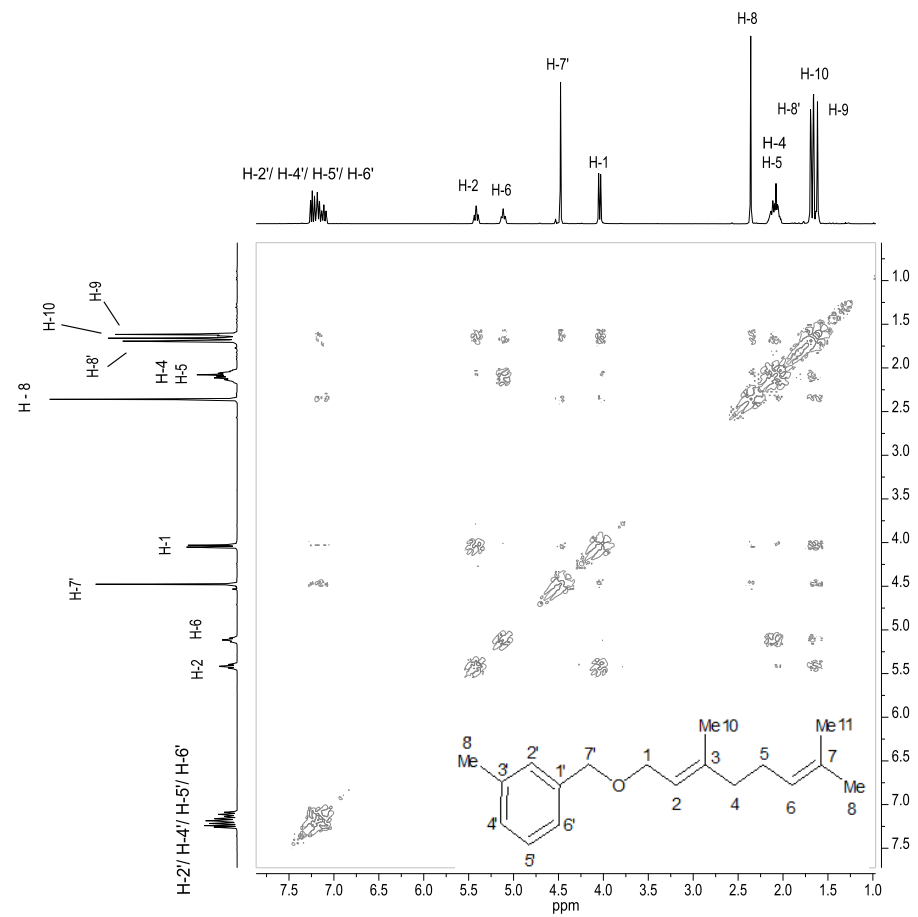 H-8
H-7'
H-10
H-8'
H-9
H-4
H-5
H-2'/ H-4'/ H-5'/ H-6'
H-2
H-6
H-1
H-9
H-10
H-8'
H-4
H-5
H - 8
H-1
H-7'
H-6
H-2
H-2'/ H-4'/ H-5'/ H-6'
1.0
1.5
2.0
2.5
3.0
3.5
4.0
4.5
5.0
5.5
6.0
6.5
7.0
7.5
Me10
Me11
8'
Me
2'
7'
1
3
5
7
3'
1'
O
2
4
6
Me
8
4'
6'
5'
7.5 7.0 6.5 6.0 5.5 5.0 4.5 4.0 3.5 3.0 2.5 2.0 1.5 1.0
ppm